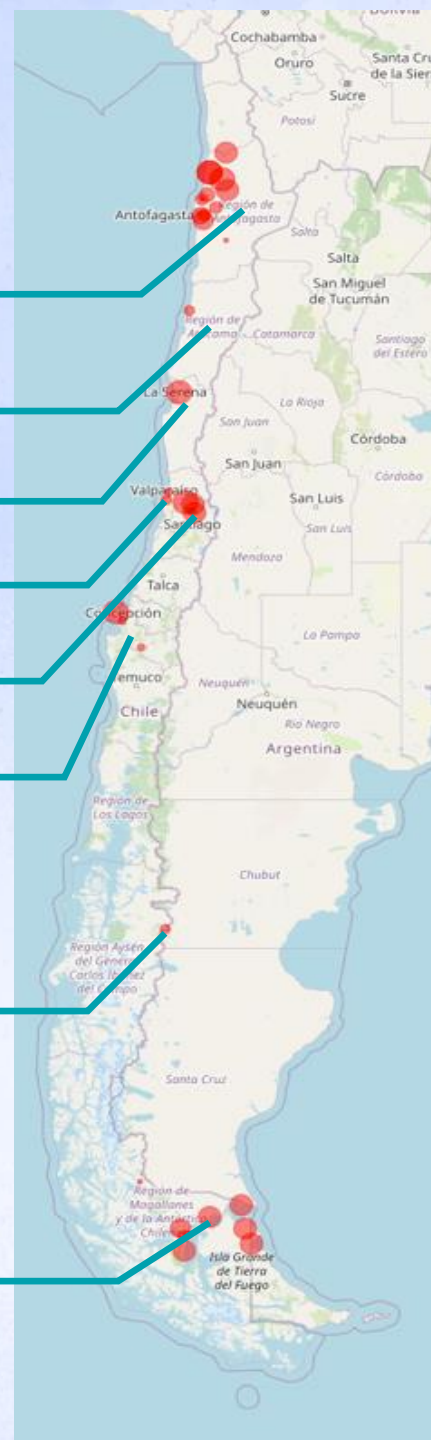 Bolivia
Cochabamba
Oruro
Santa Cru
de la Sier
Sucre
Potosí
Antofagasta
Región de
Antofagasta
Salta
Salta
San Miguel
de Tucumán
Región de
Atacama
Catamarca
Santiago
del Estero
La Serena
La Rioja
San Juan
Córdoba
San Juan
Córdoba
Valparaíso
San Luis
Santiago
San Luis
Mendoza
Talca
Concepción
La Pampa
Temuco
Neuquén
Neuquén
Chile
Río Negro
Argentina
Región de
Los Lagos
Chubut
Región Aysén
del General
Carlos Ibáñez
del Campo
Santa Cruz
Región de
Magallanes
y de la Antártica
Chilena
Isla Grande
de Tierra
del Fuego